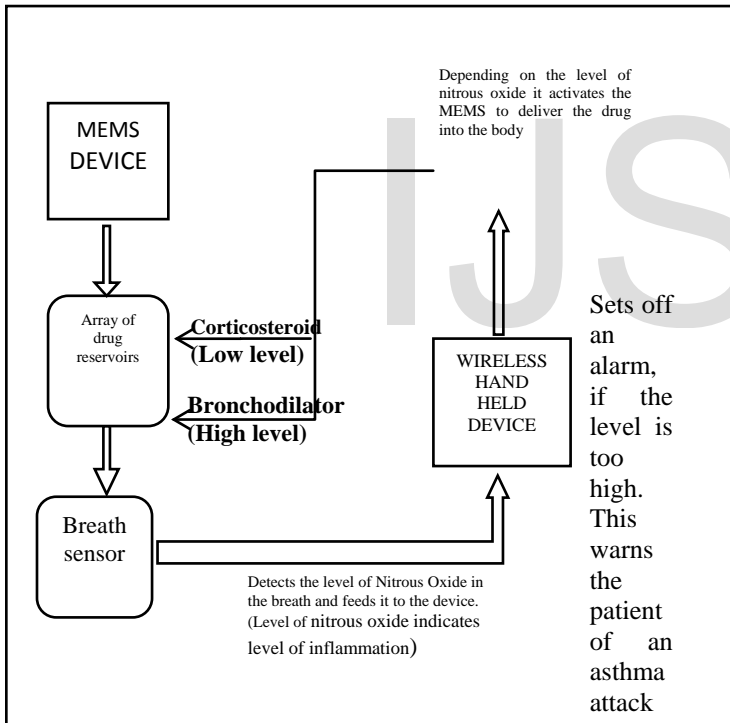 Depending on the level of
nitrous oxide it activates the
MEMS to deliver the drug
into the body
MEMS
DEVICE
IJS
Array of
drug
reservoirs
Corticosteroid
(Low level)
Bronchodilator
(High level)
WIRELESS
HAND
HELD
DEVICE
Sets off
an
alarm,
if the
level is
too
high.
This
warns
the
patient
of an
asthma
attack
Breath
sensor
Detects the level of Nitrous Oxide in
the breath and feeds it to the device.
(Level of nitrous oxide indicates
level of inflammation)